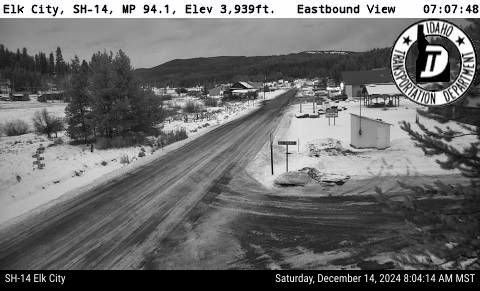 Elk City, SH-14, MP 94.1, Elev 3,939ft. Eastbound View 07:07:48
IDAHO
TRANSPORTATION DEPARTMENT
SH-14 Elk City Saturday, December 14, 2024 8:04:14 AM MST